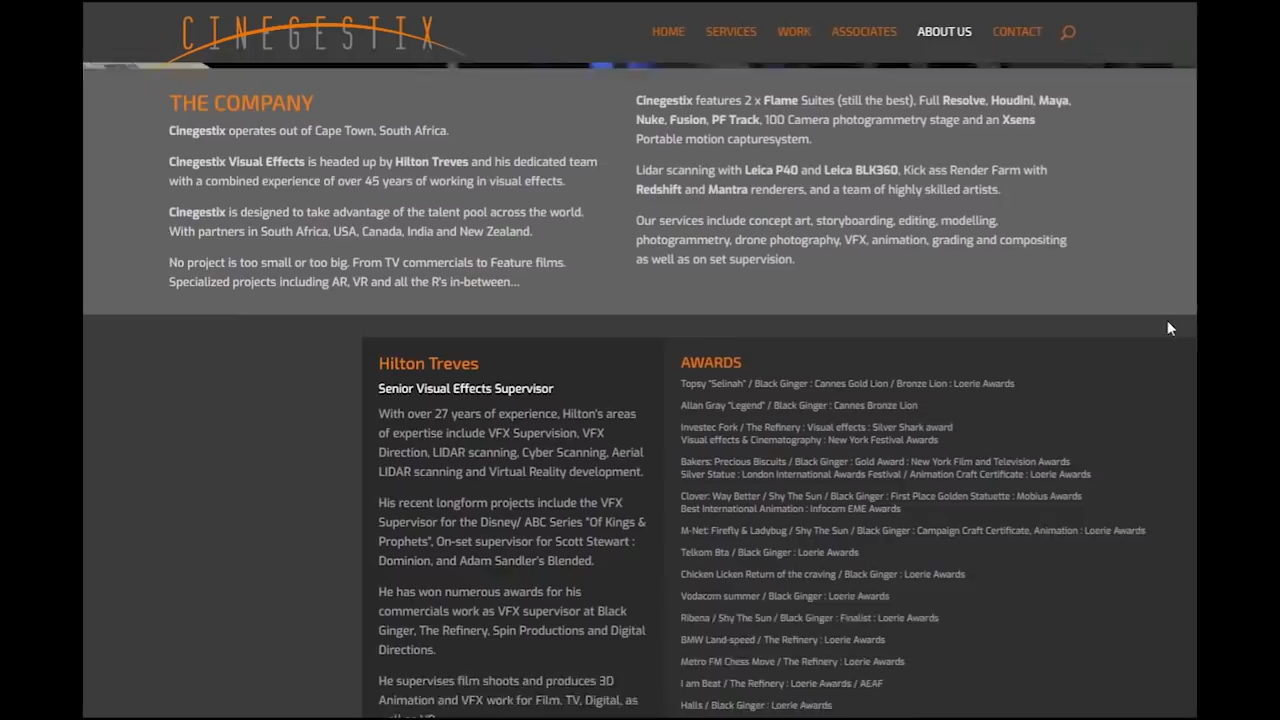 CINEGESTIX
HOME
SERVICES
WORK
ASSOCIATES
ABOUT US
CONTACT
THE COMPANY
Cinegestix operates out of Cape Town, South Africa.
Cinegestix Visual Effects is headed up by Hilton Treves and his dedicated team
with a combined experience of over 45 years of working in visual effects.
Cinegestix is designed to take advantage of the talent pool across the world.
With partners in South Africa, USA, Canada, India and New Zealand.
No project is too small or too big. From TV commercials to Feature films.
Specialized projects including AR, VR and all the R's in-between...
Cinegestix features 2 x Flame Suites (still the best), Full Resolve, Houdini, Maya,
Nuke, Fusion, PF Track, 100 Camera photogrammetry stage and an Xsens
Portable motion capturesystem.
Lidar scanning with Leica P40 and Leica BLK360, Kick ass Render Farm with
Redshift and Mantra renderers, and a team of highly skilled artists.
Our services include concept art, storyboarding, editing, modelling,
photogrammetry, drone photography, VFX, animation, grading and compositing
as well as on set supervision.
Hilton Treves
Senior Visual Effects Supervisor
With over 27 years of experience, Hilton's areas
of expertise include VFX Supervision, VFX
Direction, LIDAR scanning, Cyber Scanning, Aerial
LIDAR scanning and Virtual Reality development.
His recent longform projects include the VFX
Supervisor for the Disney/ ABC Series "Of Kings &
Prophets", On-set supervisor for Scott Stewart :
Dominion, and Adam Sandler's Blended.
He has won numerous awards for his
commercials work as VFX supervisor at Black
Ginger, The Refinery, Spin Productions and Digital
Directions.
He supervises film shoots and produces 3D
Animation and VFX work for Film, TV, Digital, as
AWARDS
Topsy "Selinah" / Black Ginger : Cannes Gold Lion / Bronze Lion : Loerie Awards
Allan Gray "Legend" / Black Ginger : Cannes Bronze Lion
Investec Fork / The Refinery : Visual effects : Silver Shark award
Visual effects & Cinematography : New York Festival Awards
Bakers: Precious Biscuits / Black Ginger : Gold Award : New York Film and Television Awards
Silver Statue : London International Awards Festival / Animation Craft Certificate : Loerie Awards
Clover: Way Better / Shy The Sun / Black Ginger : First Place Golden Statuette : Mobius Awards
Best International Animation : Infocom EME Awards
M-Net: Firefly & Ladybug / Shy The Sun / Black Ginger : Campaign Craft Certificate, Animation : Loerie Awards
Telkom 8ta / Black Ginger : Loerie Awards
Chicken Licken Return of the craving / Black Ginger : Loerie Awards
Vodacom summer / Black Ginger : Loerie Awards
Ribena / Shy The Sun / Black Ginger : Finalist : Loerie Awards
BMW Land-speed / The Refinery : Loerie Awards
Metro FM Chess Move / The Refinery : Loerie Awards
I am Beat / The Refinery : Loerie Awards / AEAF
Halls / Black Ginger : Loerie Awards